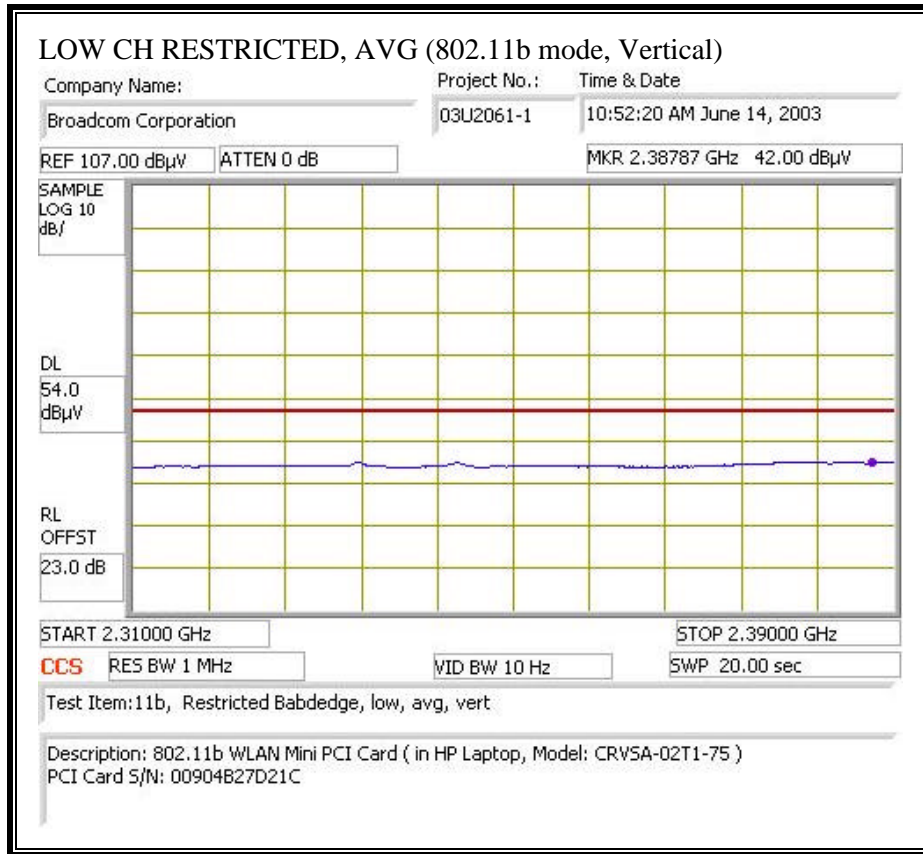 LOW CH RESTRICTED, AVG (802.11b mode, Vertical)
Company Name:
Project No.:
Time & Date
Broadcom Corporation
03U2061-1
10:52:20 AM June 14, 2003
REF 107.00 dBµV
ATTEN 0 dB
MKR 2.38787 GHz 42.00 dBµV
SAMPLE
LOG 10
dB/
DL
54.0
dBµV
RL
OFFST
23.0 dB
START 2.31000 GHz
STOP 2.39000 GHz
CCS
RES BW 1 MHz
VID BW 10 Hz
SWP 20.00 sec
Test Item:11b, Restricted Babdedge, low, avg, vert
Description: 802.11b WLAN Mini PCI Card ( in HP Laptop, Model: CRVSA-02T1-75 )
PCI Card S/N: 00904B27D21C